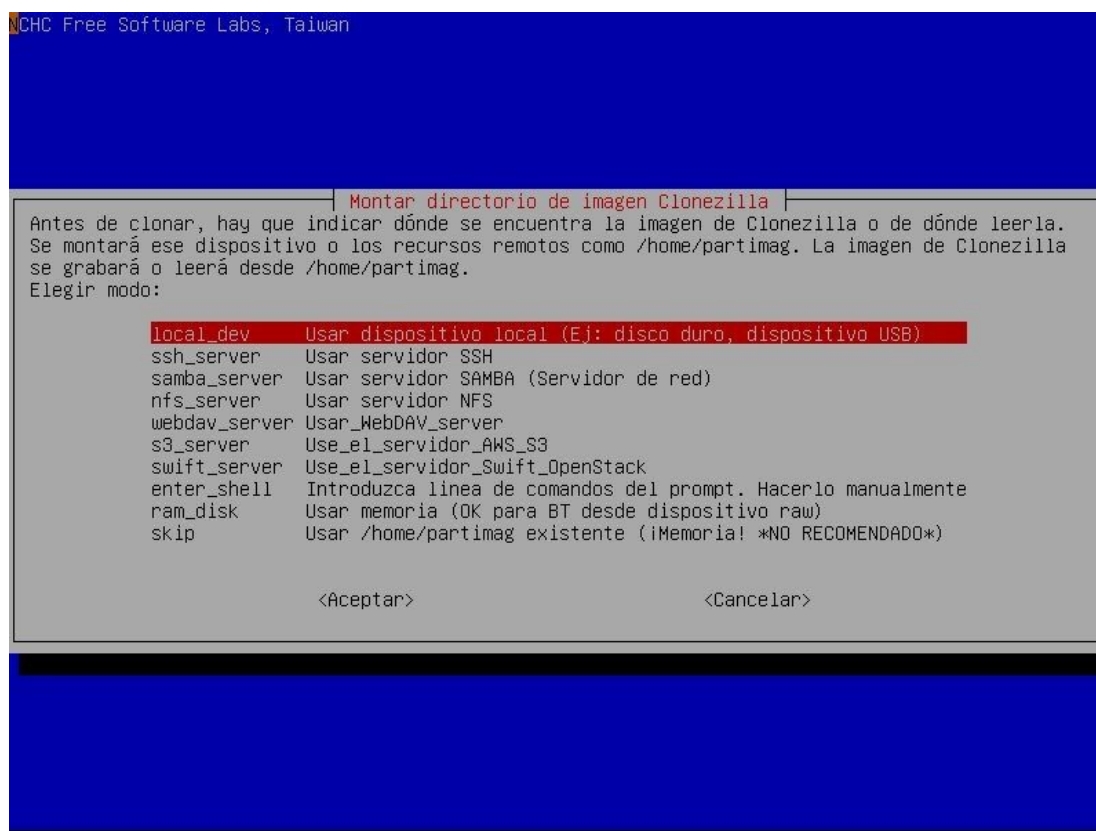 NCHC Free Software Labs, Taiwan
Montar directorio de imagen Clonezilla
Antes de clonar, hay que indicar dónde se encuentra la imagen de Clonezilla o de dónde leerla.
Se montará ese dispositivo o los recursos remotos como /home/partimag. La imagen de Clonezilla
se grabará o leerá desde /home/partimag.
Elegir modo:
local_dev Usar dispositivo local (Ej: disco duro, dispositivo USB)
ssh_server Usar servidor SSH
samba_server Usar servidor SAMBA (Servidor de red)
nfs_server Usar servidor NFS
webdav_server Usar_WebDAV_server
s3_server Use_el_servidor_AWS_S3
swift_server Use_el_servidor_Swift_OpenStack
enter_shell Introduzca linea de comandos del prompt. Hacerlo manualmente
ram_disk Usar memoria (OK para BT desde dispositivo raw)
skip Usar /home/partimag existente (¡Memoria! *NO RECOMENDADO*)
<Aceptar> <Cancelar>